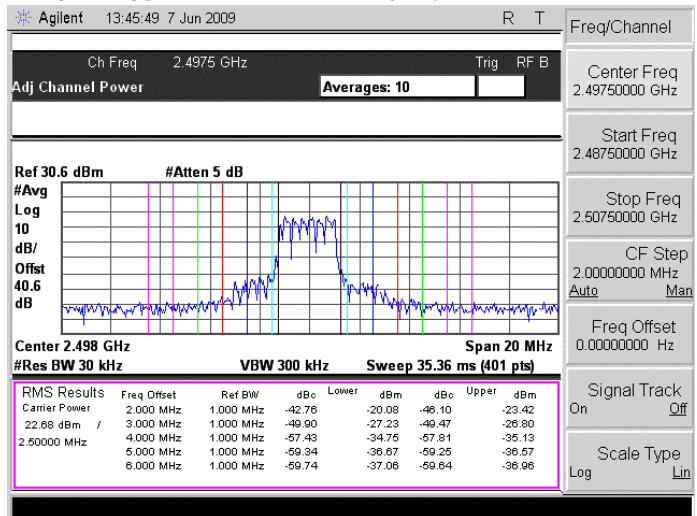 Agilent 13:45:49 7 Jun 2009 R T
Freq/Channel
Ch Freq 2.4975 GHz Trig RF B
Adj Channel Power Averages: 10
Center Freq
2.49750000 GHz
Start Freq
2.48750000 GHz
Stop Freq
2.50750000 GHz
CF Step
2.00000000 MHz
Auto Man
Freq Offset
0.00000000 Hz
Signal Track
On Off
Scale Type
Log Lin
Ref 30.6 dBm #Atten 5 dB
#Avg
Log
10
dB/
Offst
40.6
dB
Center 2.498 GHz Span 20 MHz
#Res BW 30 kHz VBW 300 kHz Sweep 35.36 ms (401 pts)
RMS Results Freq Offset Ref BW dBc Lower dBm dBc Upper dBm
Carrier Power 2.000 MHz 1.000 MHz -42.76 -20.08 -46.10 -23.42
22.68 dBm / 3.000 MHz 1.000 MHz -49.90 -27.23 -49.47 -26.80
2.50000 MHz 4.000 MHz 1.000 MHz -57.43 -34.75 -57.81 -35.13
5.000 MHz 1.000 MHz -59.34 -36.67 -59.25 -36.57
6.000 MHz 1.000 MHz -59.74 -37.06 -59.64 -36.96